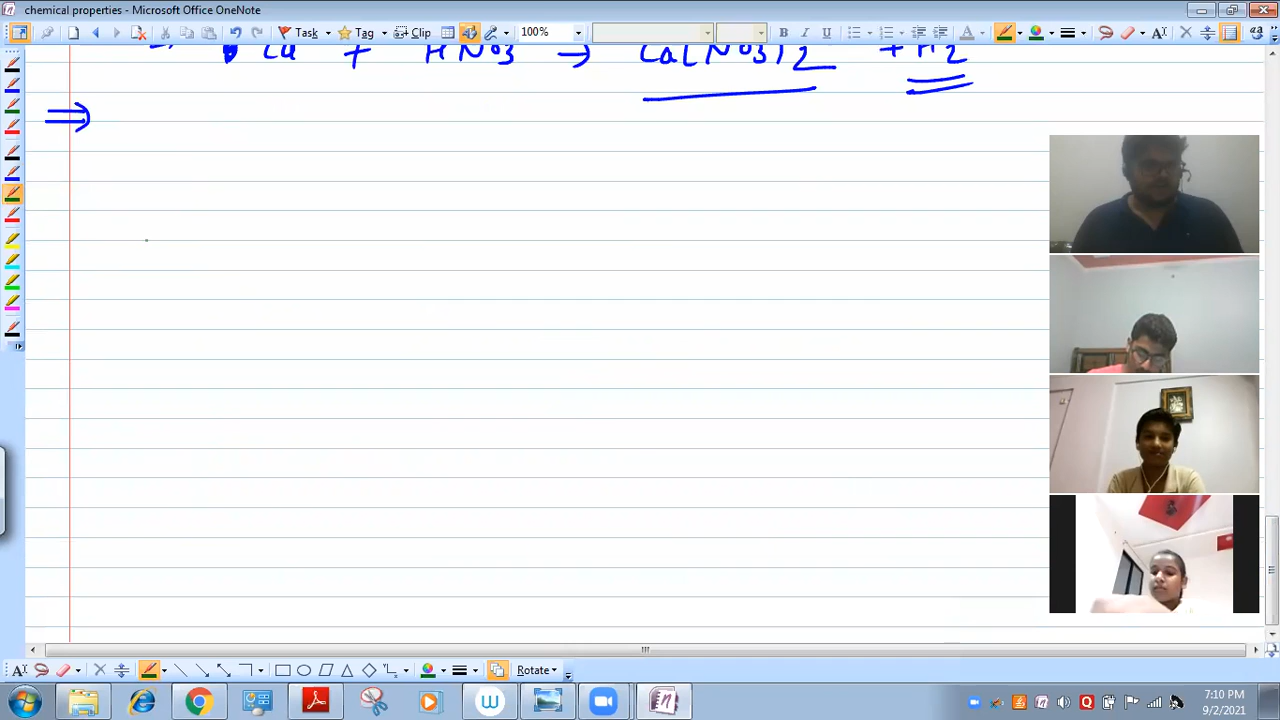 chemical properties - Microsoft Office OneNote
Task Tag Clip 100% B I U A A
Ca + HNO3 → Ca(NO3)2 + H2
⇒
A Rotate
7:10 PM
9/2/2021